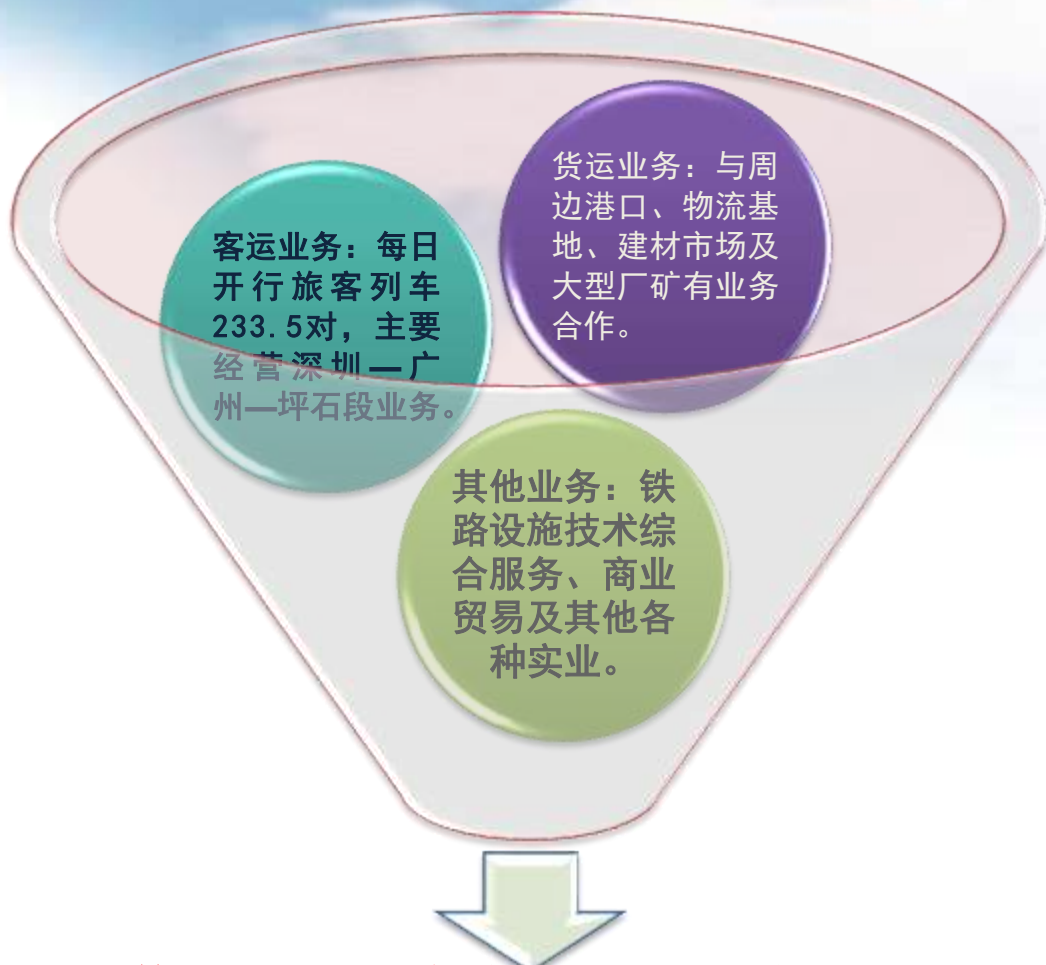 客运业务：每日
开行旅客列车
233.5对，主要
经营深圳—广
州—坪石段业务。
货运业务：与周
边港口、物流基
地、建材市场及
大型厂矿有业务
合作。
其他业务：铁
路设施技术综
合服务、商业
贸易及其他各
种实业。